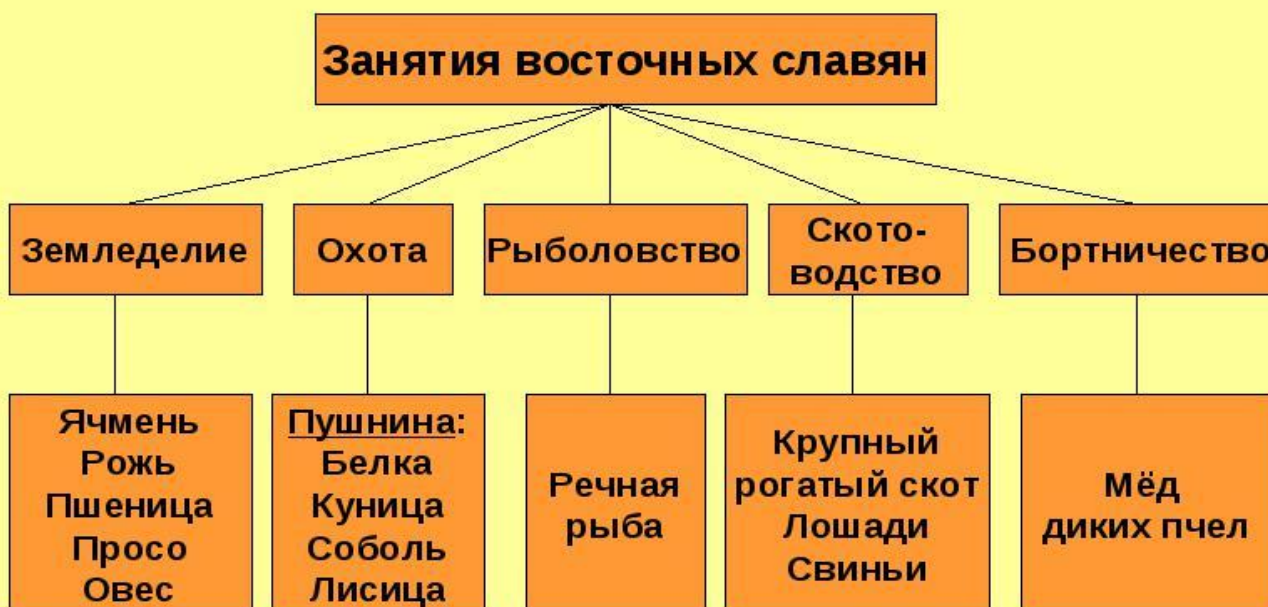 Занятия восточных славян
Земледелие
Охота
Рыболовство
Ското-
водство
Бортничество
Ячмень
Рожь
Пшеница
Просо
Овес
Пушнина:
Белка
Куница
Соболь
Лисица
Речная
рыба
Крупный
рогатый скот
Лошади
Свиньи
Мёд
диких пчел